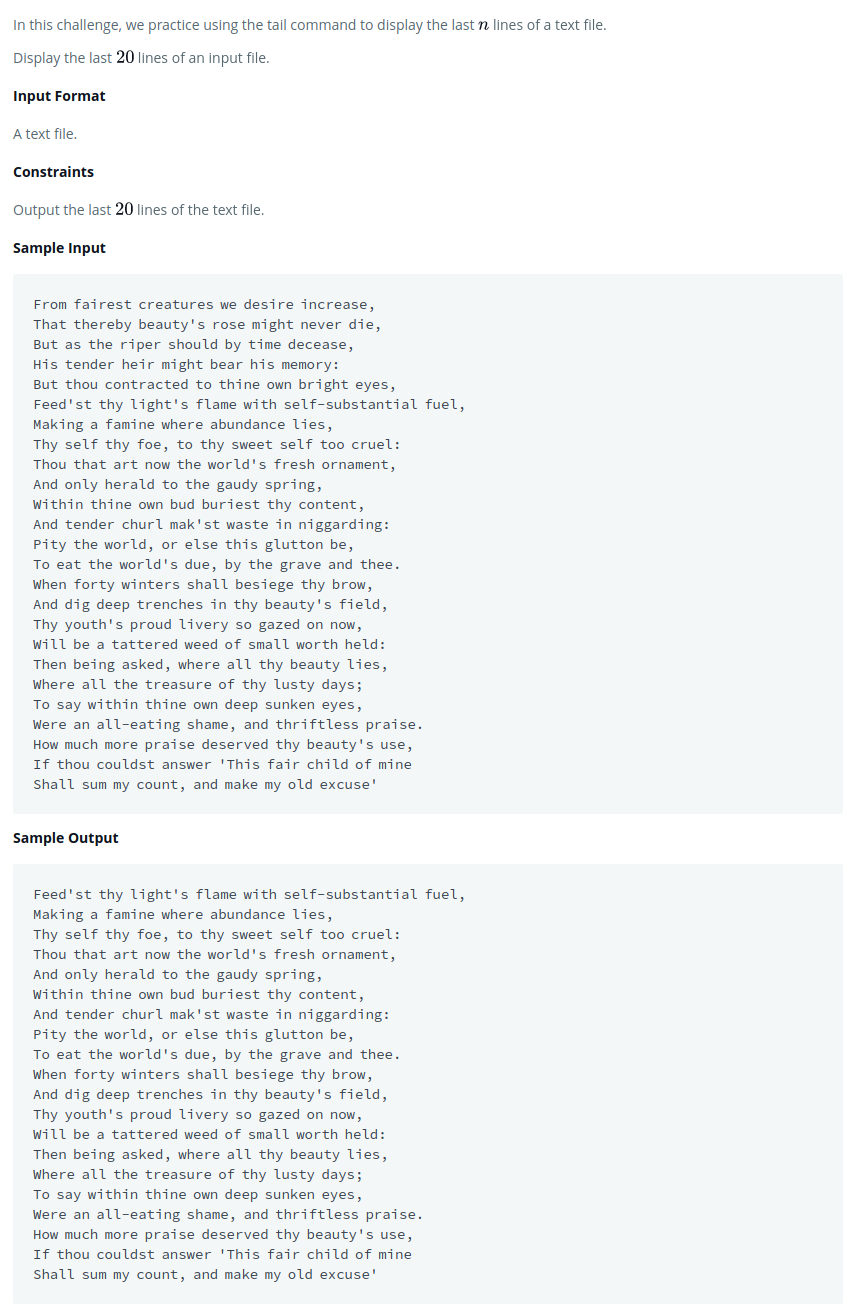 In this challenge, we practice using the tail command to display the last n lines of a text file.
Display the last 20 lines of an input file.
Input Format
A text file.
Constraints
Output the last 20 lines of the text file.
Sample Input
From fairest creatures we desire increase,
That thereby beauty's rose might never die,
But as the riper should by time decease,
His tender heir might bear his memory:
But thou contracted to thine own bright eyes,
Feed'st thy light's flame with self-substantial fuel,
Making a famine where abundance lies,
Thy self thy foe, to thy sweet self too cruel:
Thou that art now the world's fresh ornament,
And only herald to the gaudy spring,
Within thine own bud buriest thy content,
And tender churl mak'st waste in niggarding:
Pity the world, or else this glutton be,
To eat the world's due, by the grave and thee.
When forty winters shall besiege thy brow,
And dig deep trenches in thy beauty's field,
Thy youth's proud livery so gazed on now,
Will be a tattered weed of small worth held:
Then being asked, where all thy beauty lies,
Where all the treasure of thy lusty days;
To say within thine own deep sunken eyes,
Were an all-eating shame, and thriftless praise.
How much more praise deserved thy beauty's use,
If thou couldst answer 'This fair child of mine
Shall sum my count, and make my old excuse'
Sample Output
Feed'st thy light's flame with self-substantial fuel,
Making a famine where abundance lies,
Thy self thy foe, to thy sweet self too cruel:
Thou that art now the world's fresh ornament,
And only herald to the gaudy spring,
Within thine own bud buriest thy content,
And tender churl mak'st waste in niggarding:
Pity the world, or else this glutton be,
To eat the world's due, by the grave and thee.
When forty winters shall besiege thy brow,
And dig deep trenches in thy beauty's field,
Thy youth's proud livery so gazed on now,
Will be a tattered weed of small worth held:
Then being asked, where all thy beauty lies,
Where all the treasure of thy lusty days;
To say within thine own deep sunken eyes,
Were an all-eating shame, and thriftless praise.
How much more praise deserved thy beauty's use,
If thou couldst answer 'This fair child of mine
Shall sum my count, and make my old excuse'